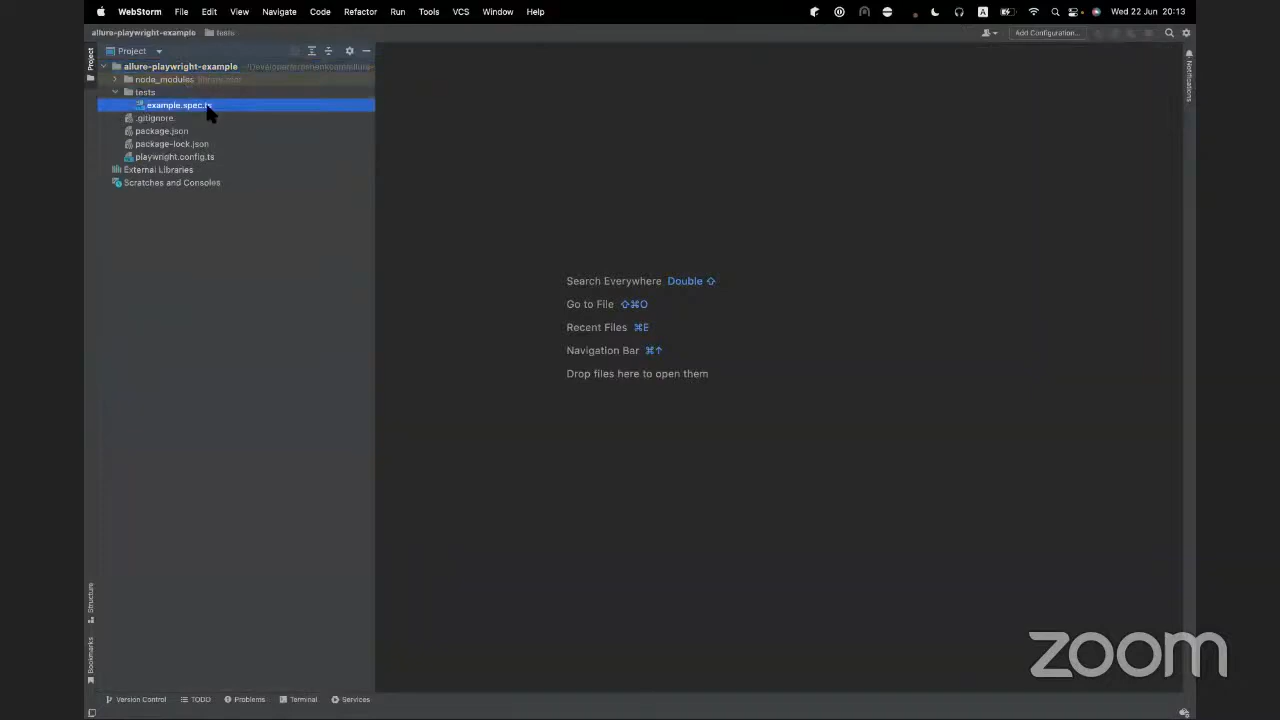 WebStorm File Edit View Navigate Code Refactor Run Tools VCS Window Help A Wed 22 Jun 20:13
allure-playwright-example tests Add Configuration...
Project
Project
allure-playwright-example
node_modules library root
tests
example.spec.ts
.gitignore
package.json
package-lock.json
playwright.config.ts
External Libraries
Scratches and Consoles
Notifications
Search Everywhere Double ⇧
Go to File ⇧⌘O
Recent Files ⌘E
Navigation Bar ⌘↑
Drop files here to open them
Structure
Bookmarks
zoom
Version Control TODO Problems Terminal Services